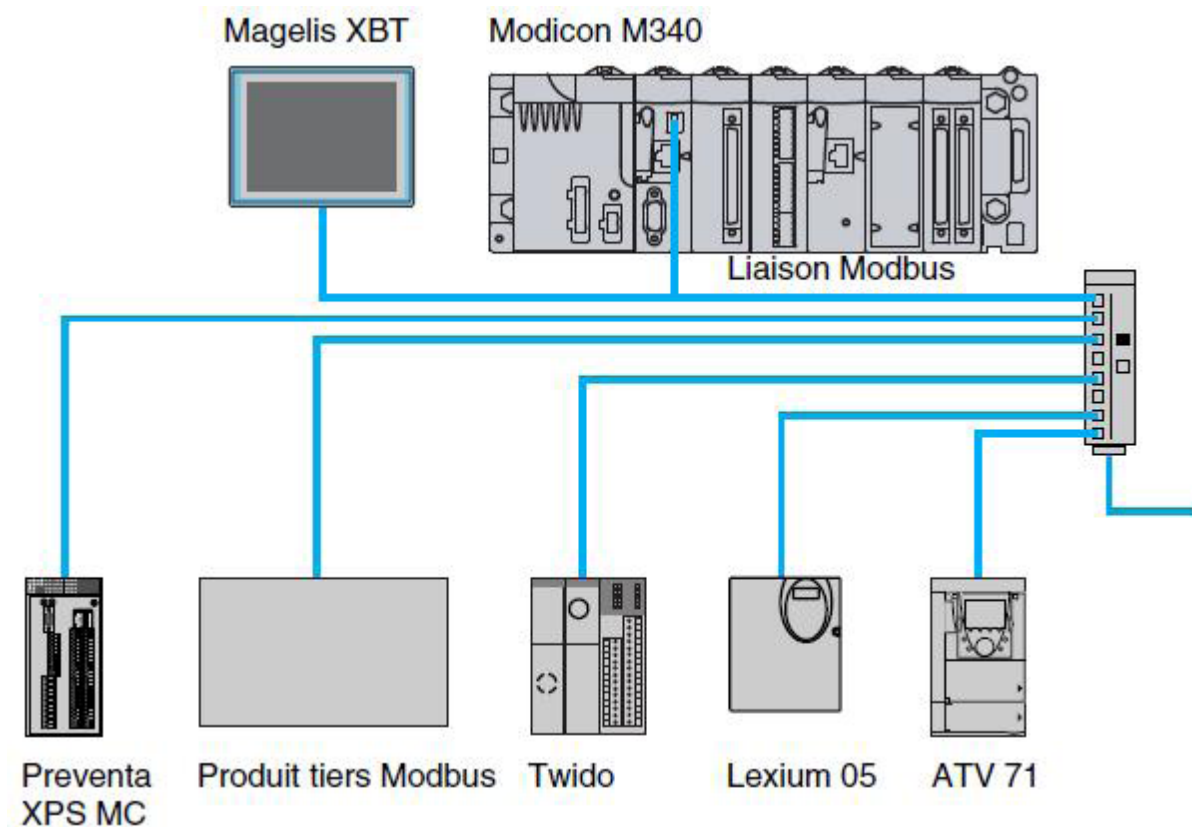 Magelis XBT
Modicon M340
Liaison Modbus
Preventa
XPS MC
Produit tiers Modbus
Twido
Lexium 05
ATV 71